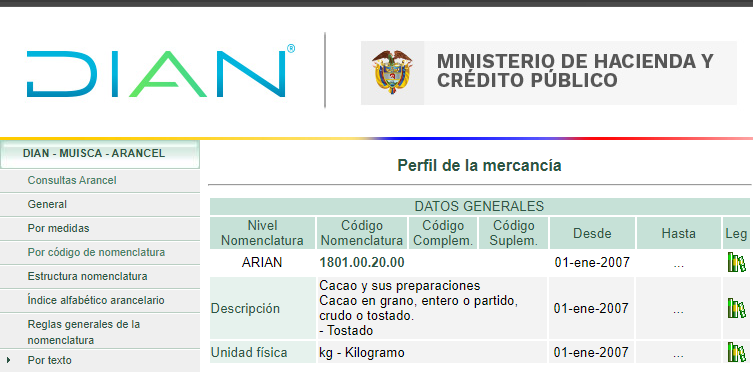 DIAN®
MINISTERIO DE HACIENDA Y
CRÉDITO PÚBLICO
DIAN - MUISCA - ARANCEL
Consultas Arancel
General
Por medidas
Por código de nomenclatura
Estructura nomenclatura
Índice alfabético arancelario
Reglas generales de la
nomenclatura
Por texto
Perfil de la mercancía
DATOS GENERALES
Nivel Nomenclatura Código Nomenclatura Código Complem. Código Suplem. Desde Hasta Leg
ARIAN 1801.00.20.00 01-ene-2007 ...
Descripción Cacao y sus preparaciones
Cacao en grano, entero o partido,
crudo o tostado.
- Tostado 01-ene-2007 ...
Unidad física kg - Kilogramo 01-ene-2007 ...